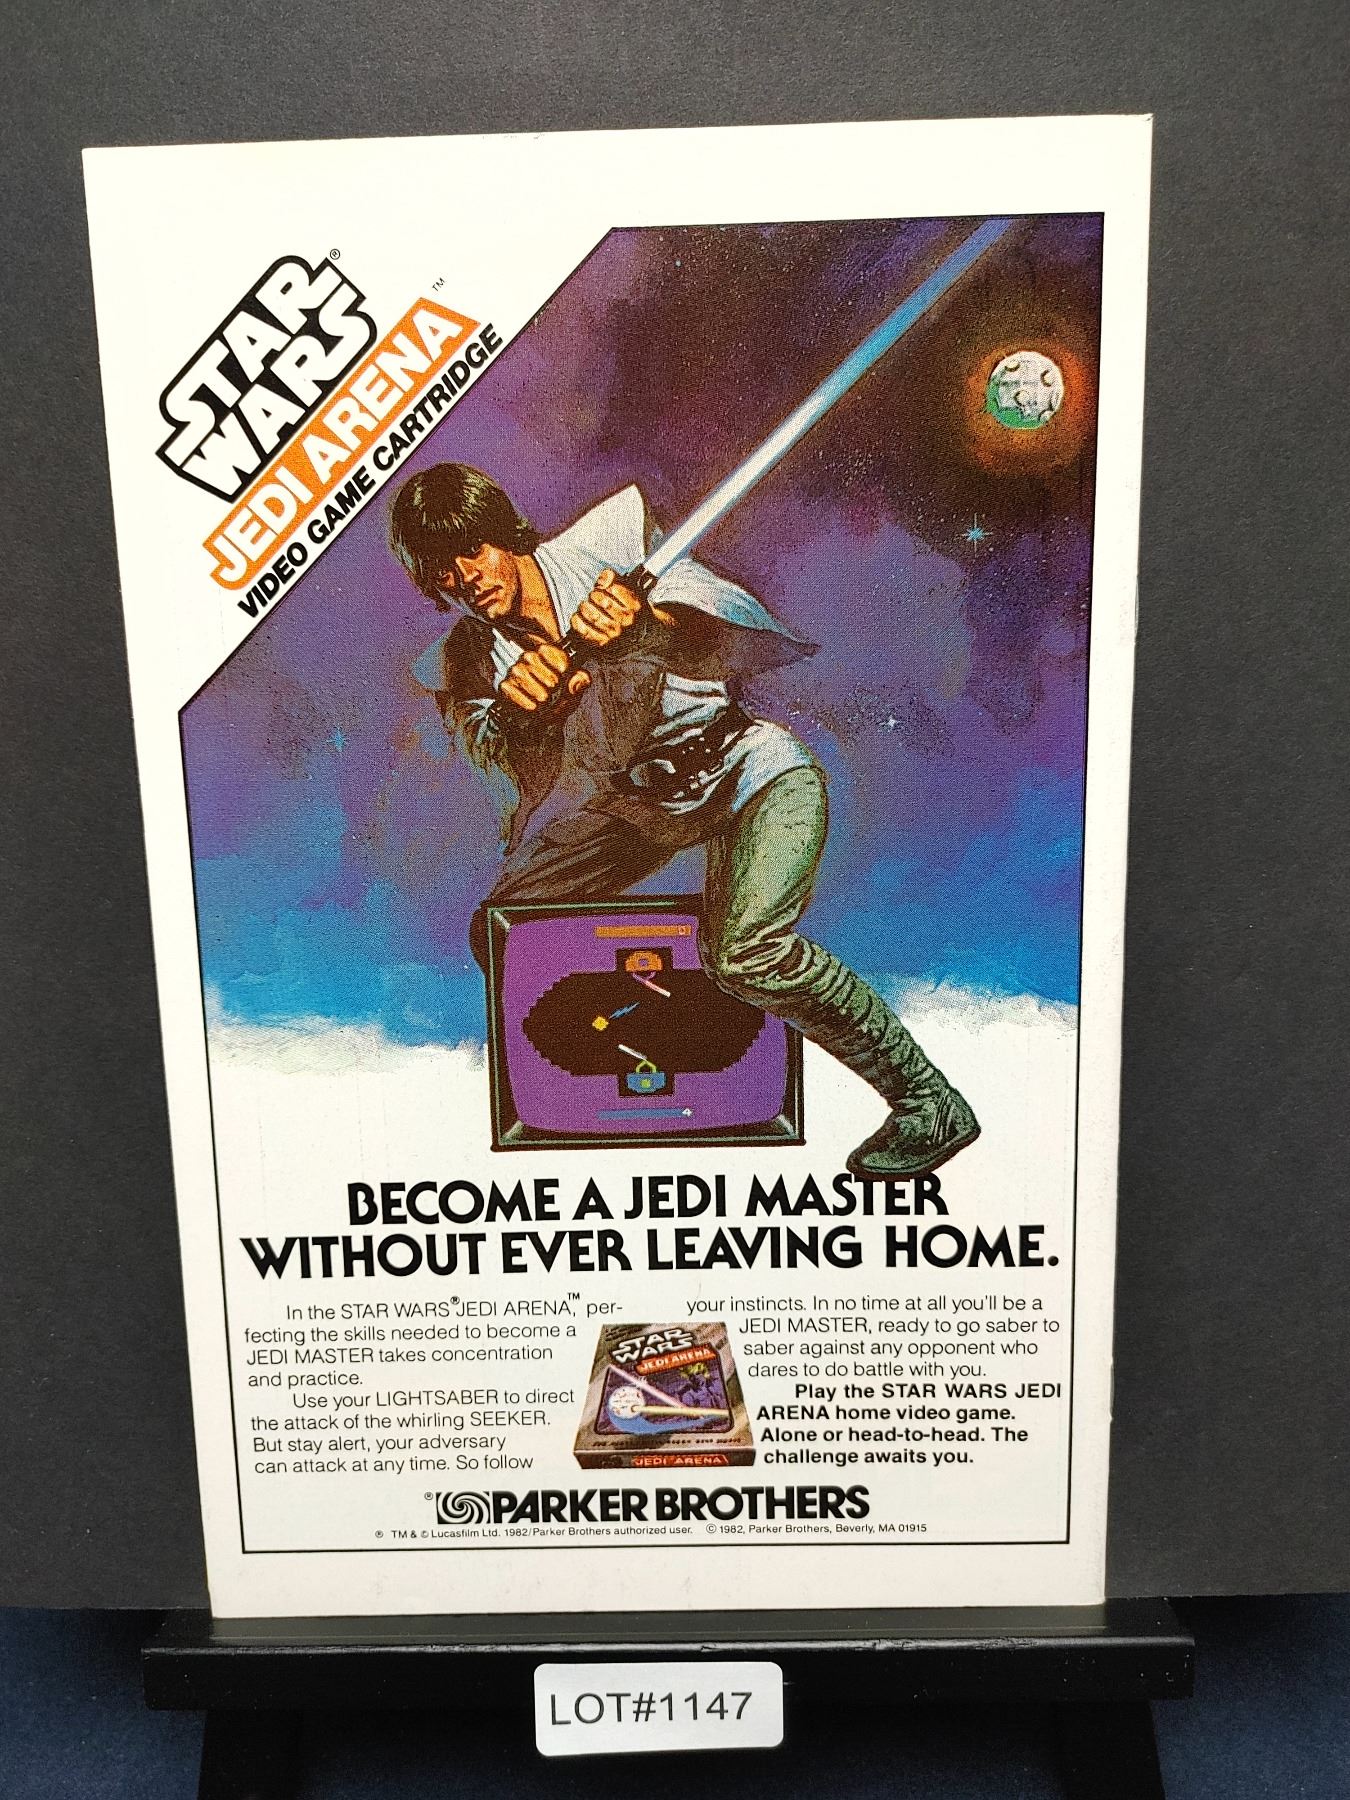 STAR
WARS®
JEDI ARENA™
VIDEO GAME CARTRIDGE
0
4
BECOME A JEDI MASTER
WITHOUT EVER LEAVING HOME.
In the STAR WARS® JEDI ARENA,™ per-
fecting the skills needed to become a
JEDI MASTER takes concentration
and practice.
Use your LIGHTSABER to direct
the attack of the whirling SEEKER.
But stay alert, your adversary
can attack at any time. So follow
your instincts. In no time at all you'll be a
JEDI MASTER, ready to go saber to
saber against any opponent who
dares to do battle with you.
Play the STAR WARS JEDI
ARENA home video game.
Alone or head-to-head. The
challenge awaits you.
STAR
WARS
JEDI ARENA
JEDI ARENA
® PARKER BROTHERS
® TM & © Lucasfilm Ltd. 1982/Parker Brothers authorized user. © 1982, Parker Brothers, Beverly, MA 01915
LOT#1147